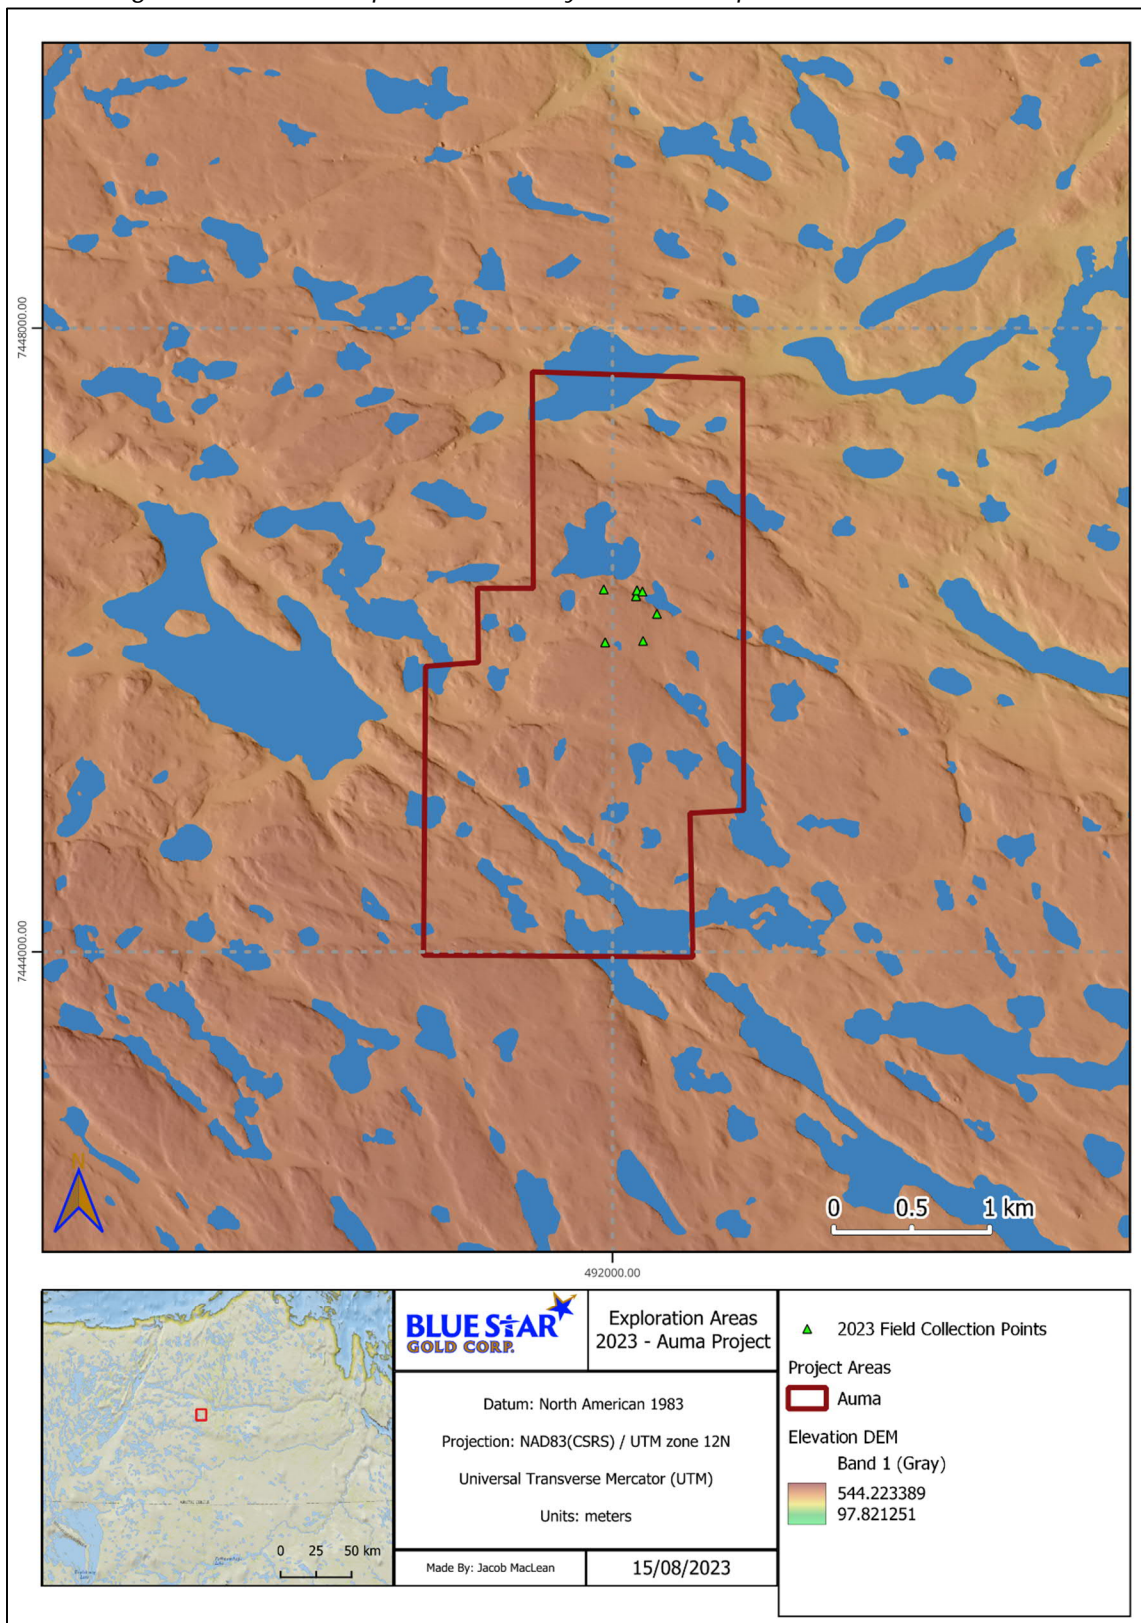 7448000.00
N
7444000.00
0 0.5 1 km
492000.00
BLUE STAR
GOLD CORP.
Exploration Areas
2023 - Auma Project
Datum: North American 1983
Projection: NAD83(CSRS) / UTM zone 12N
Universal Transverse Mercator (UTM)
Units: meters
Made By: Jacob MacLean
15/08/2023
2023 Field Collection Points
Project Areas
Auma
Elevation DEM
Band 1 (Gray)
544.223389
97.821251
0 25 50 km